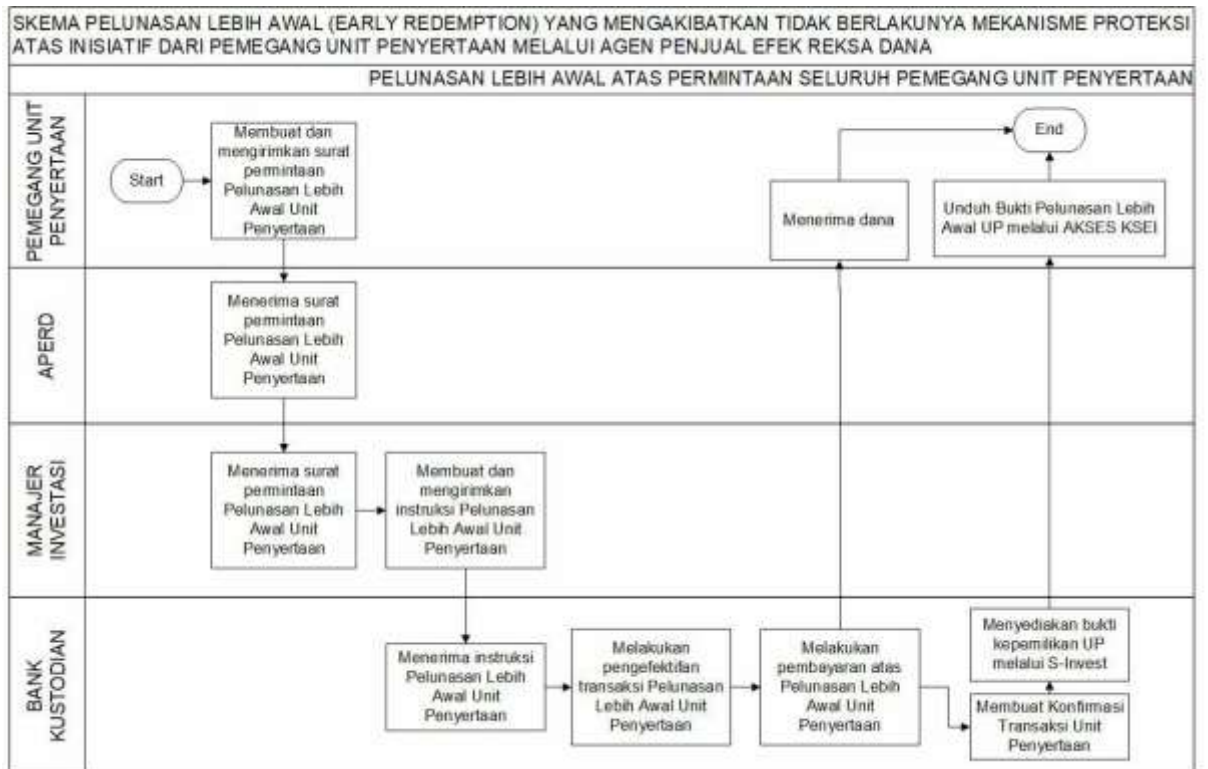 SKEMA PELUNASAN LEBIH AWAL (EARLY REDEMPTION) YANG MENGAKIBATKAN TIDAK BERLAKUNYA MEKANISME PROTEKSI
ATAS INISIATIF DARI PEMEGANG UNIT PENYERTAAN MELALUI AGEN PENJUAL EFEK REKSA DANA
PELUNASAN LEBIH AWAL ATAS PERMINTAAN SELURUH PEMEGANG UNIT PENYERTAAN
PEMEGANG UNIT
PENYERTAAN
Start
Membuat dan
mengirimkan surat
permintaan
Pelunasan Lebih
Awal Unit
Penyertaan
Menerima dana
End
Unduh Bukti Pelunasan Lebih
Awal UP melalui AKSES KSEI
APERD
Menerima surat
permintaan
Pelunasan Lebih
Awal Unit
Penyertaan
MANAJER
INVESTASI
Menerima surat
permintaan
Pelunasan Lebih
Awal Unit
Penyertaan
Membuat dan
mengirimkan
instruksi Pelunasan
Lebih Awal Unit
Penyertaan
BANK
KUSTODIAN
Menerima instruksi
Pelunasan Lebih
Awal Unit
Penyertaan
Melakukan
pengefektifan
transaksi Pelunasan
Lebih Awal Unit
Penyertaan
Melakukan
pembayaran atas
Pelunasan Lebih
Awal Unit
Penyertaan
Menyediakan bukti
kepemilikan UP
melalui S-Invest
Membuat Konfirmasi
Transaksi Unit
Penyertaan